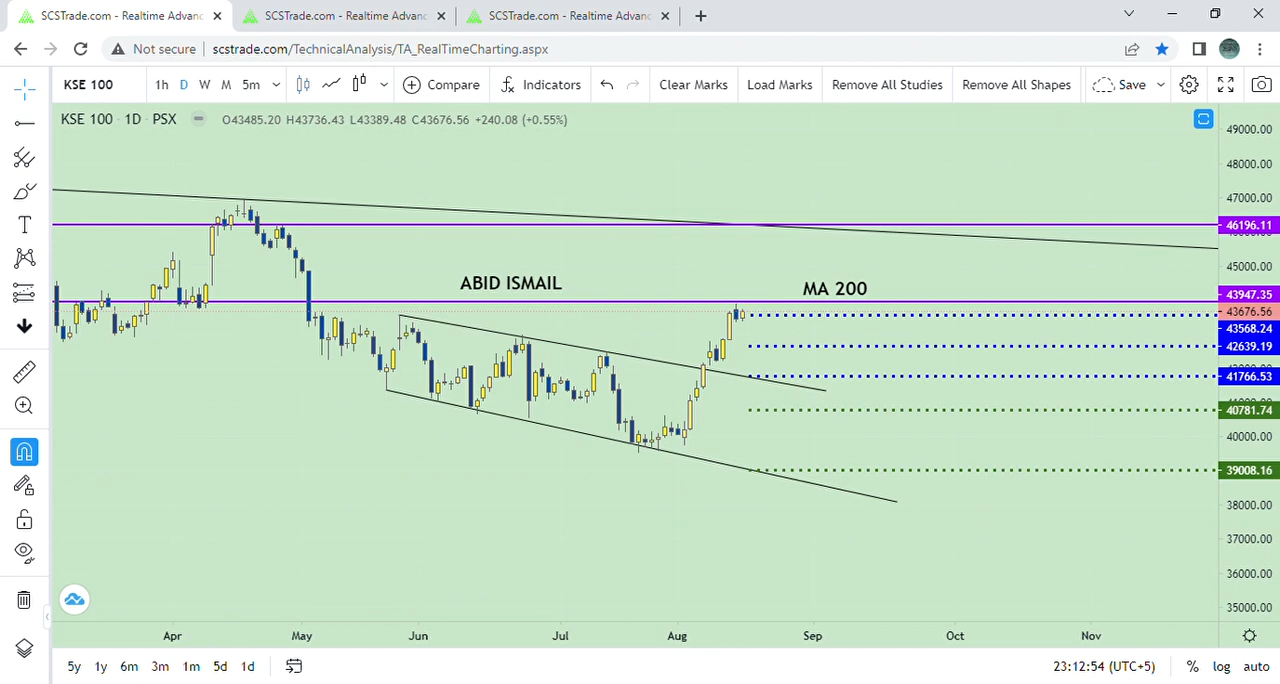 SCSTrade.com - Realtime Advanc
SCSTrade.com - Realtime Advanc
SCSTrade.com - Realtime Advanc
Not secure
scstrade.com/TechnicalAnalysis/TA_RealTimeCharting.aspx
KSE 100 1h D W M 5m Compare Indicators Clear Marks Load Marks Remove All Studies Remove All Shapes Save
KSE 100 1D PSX O43485.20 H43736.43 L43389.48 C43676.56 +240.08 (+0.55%)
49000.00
48000.00
47000.00
46196.11
45000.00
ABID ISMAIL
MA 200
43947.35
43676.56
43568.24
42639.19
41766.53
40781.74
40000.00
39008.16
38000.00
37000.00
36000.00
35000.00
Apr May Jun Jul Aug Sep Oct Nov
5y 1y 6m 3m 1m 5d 1d
23:12:54 (UTC+5) % log auto